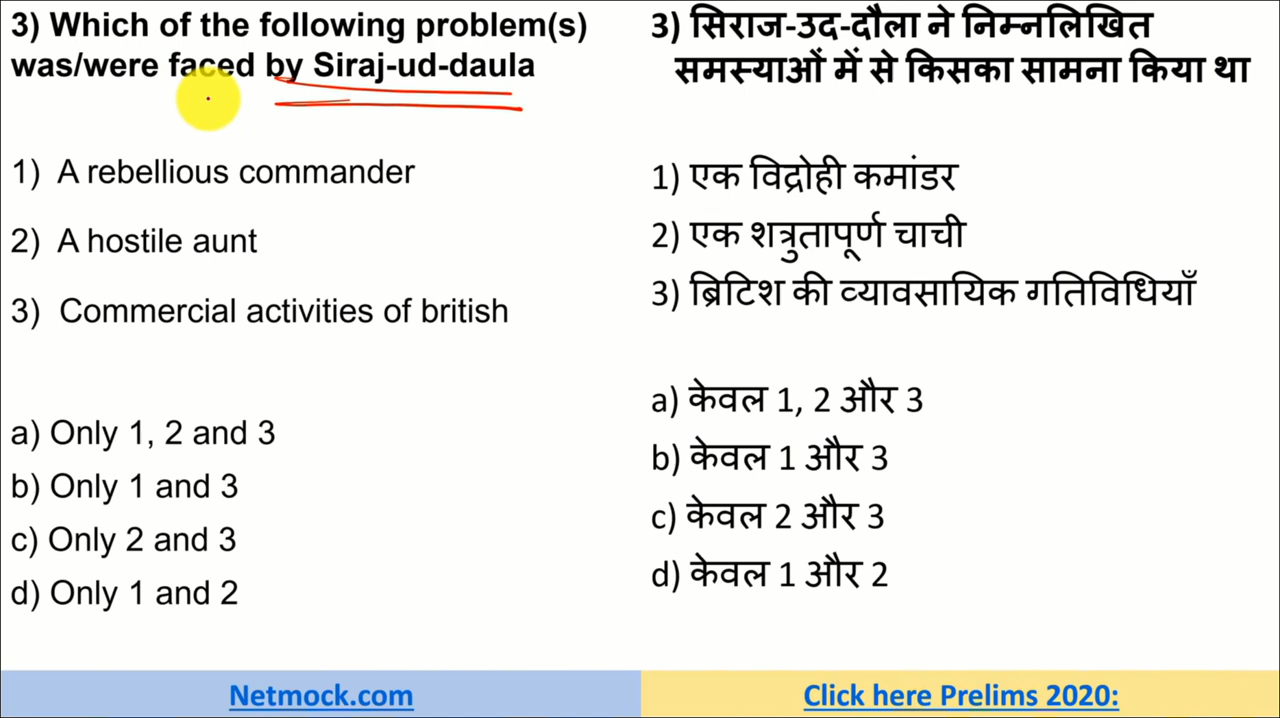 3) Which of the following problem(s)
was/were faced by Siraj-ud-daula
1) A rebellious commander
2) A hostile aunt
3) Commercial activities of british
a) Only 1, 2 and 3
b) Only 1 and 3
c) Only 2 and 3
d) Only 1 and 2
3) सिराज-उद-दौला ने निम्नलिखित
समस्याओं में से किसका सामना किया था
1) एक विद्रोही कमांडर
2) एक शत्रुतापूर्ण चाची
3) ब्रिटिश की व्यावसायिक गतिविधियाँ
a) केवल 1, 2 और 3
b) केवल 1 और 3
c) केवल 2 और 3
d) केवल 1 और 2
Netmock.com
Click here Prelims 2020: